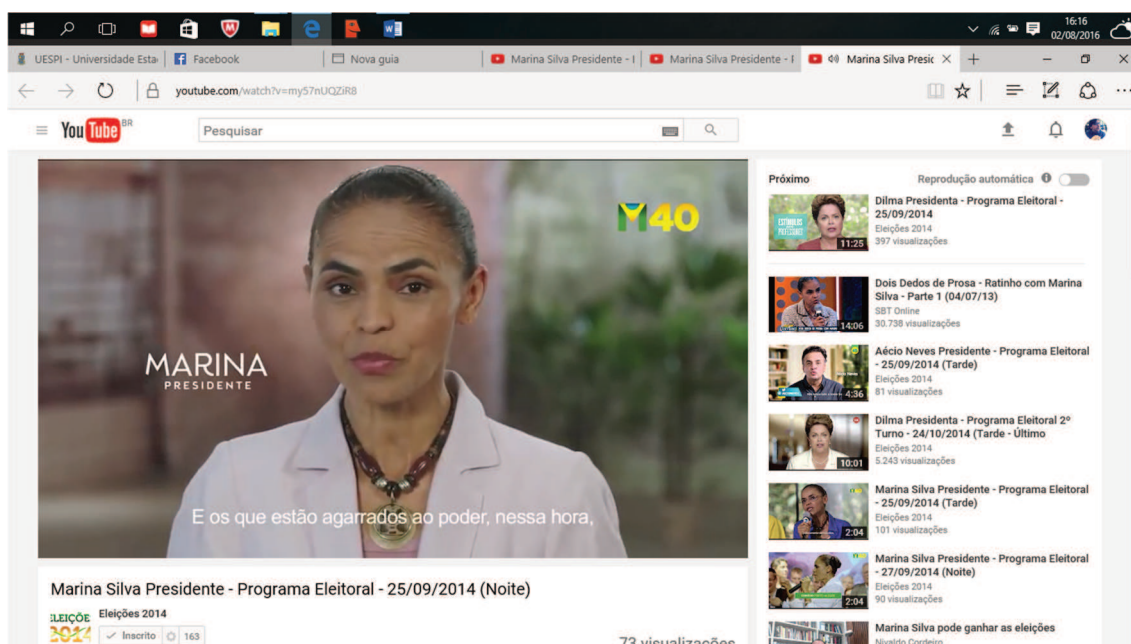 16:16
02/08/2016
UESPI - Universidade Esta
Facebook
Nova guia
Marina Silva Presidente - I
Marina Silva Presidente - I
Marina Silva Presic
youtube.com/watch?v=my57nUQZiR8
YouTube BR
Pesquisar
M40
MARINA
PRESIDENTE
E os que estão agarrados ao poder, nessa hora,
Marina Silva Presidente - Programa Eleitoral - 25/09/2014 (Noite)
ELEIÇÕE
2014
Eleições 2014
Inscrito 163
73 visualizações
Próximo
Reprodução automática
11:25
Dilma Presidenta - Programa Eleitoral -
25/09/2014
Eleições 2014
397 visualizações
14:06
Dois Dedos de Prosa - Ratinho com Marina
Silva - Parte 1 (04/07/13)
SBT Online
30.738 visualizações
4:36
Aécio Neves Presidente - Programa Eleitoral
- 25/09/2014 (Tarde)
Eleições 2014
81 visualizações
10:01
Dilma Presidenta - Programa Eleitoral 2º
Turno - 24/10/2014 (Tarde - Último
Eleições 2014
5.243 visualizações
2:04
Marina Silva Presidente - Programa Eleitoral
- 25/09/2014 (Tarde)
Eleições 2014
101 visualizações
2:04
Marina Silva Presidente - Programa Eleitoral
- 27/09/2014 (Noite)
Eleições 2014
90 visualizações
Marina Silva pode ganhar as eleições
Nivaldo Cordeiro